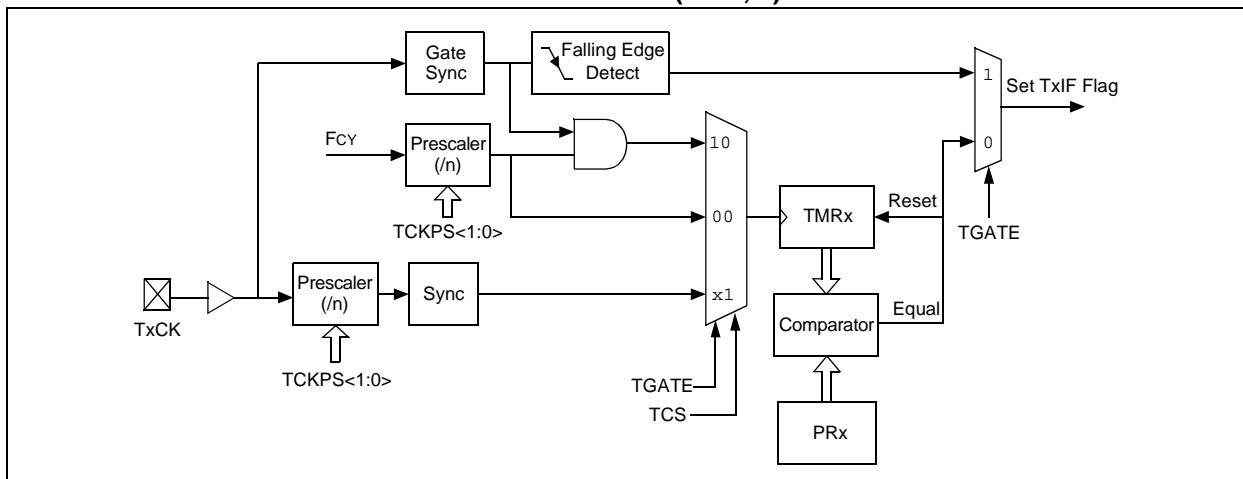 Gate
Sync
Falling Edge
Detect
1
Set TxIF Flag
FCY
Prescaler
(/n)
10
0
TCKPS<1:0>
00
TMRx
Reset
TGATE
TxCK
Prescaler
(/n)
Sync
x1
Comparator
Equal
TCKPS<1:0>
TGATE
TCS
PRx